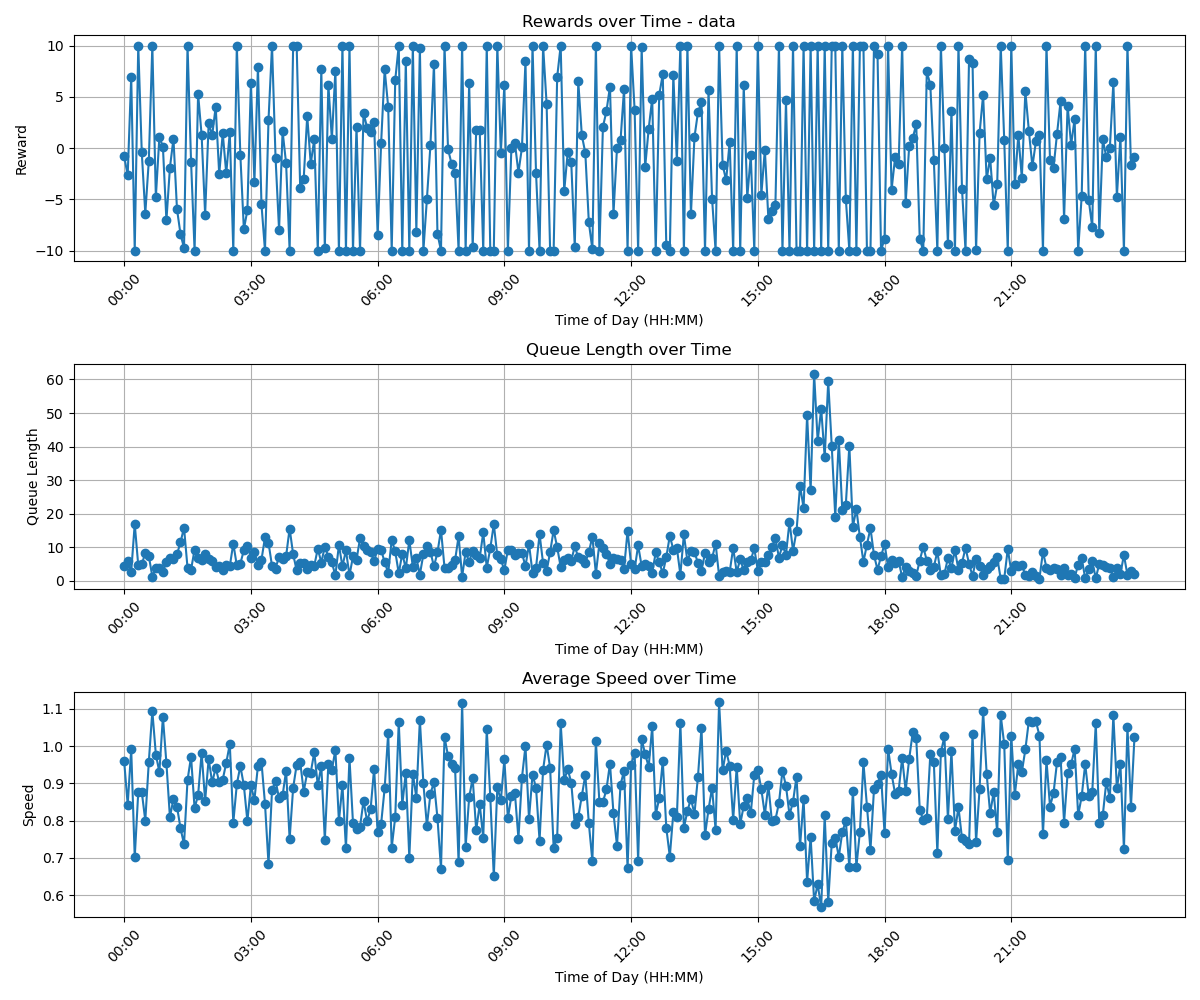 Rewards over Time - data
Reward
10
5
0
−5
−10
00:00 03:00 06:00 09:00 12:00 15:00 18:00 21:00
Time of Day (HH:MM)
Queue Length over Time
Queue Length
60
50
40
30
20
10
0
00:00 03:00 06:00 09:00 12:00 15:00 18:00 21:00
Time of Day (HH:MM)
Average Speed over Time
Speed
1.1
1.0
0.9
0.8
0.7
0.6
00:00 03:00 06:00 09:00 12:00 15:00 18:00 21:00
Time of Day (HH:MM)